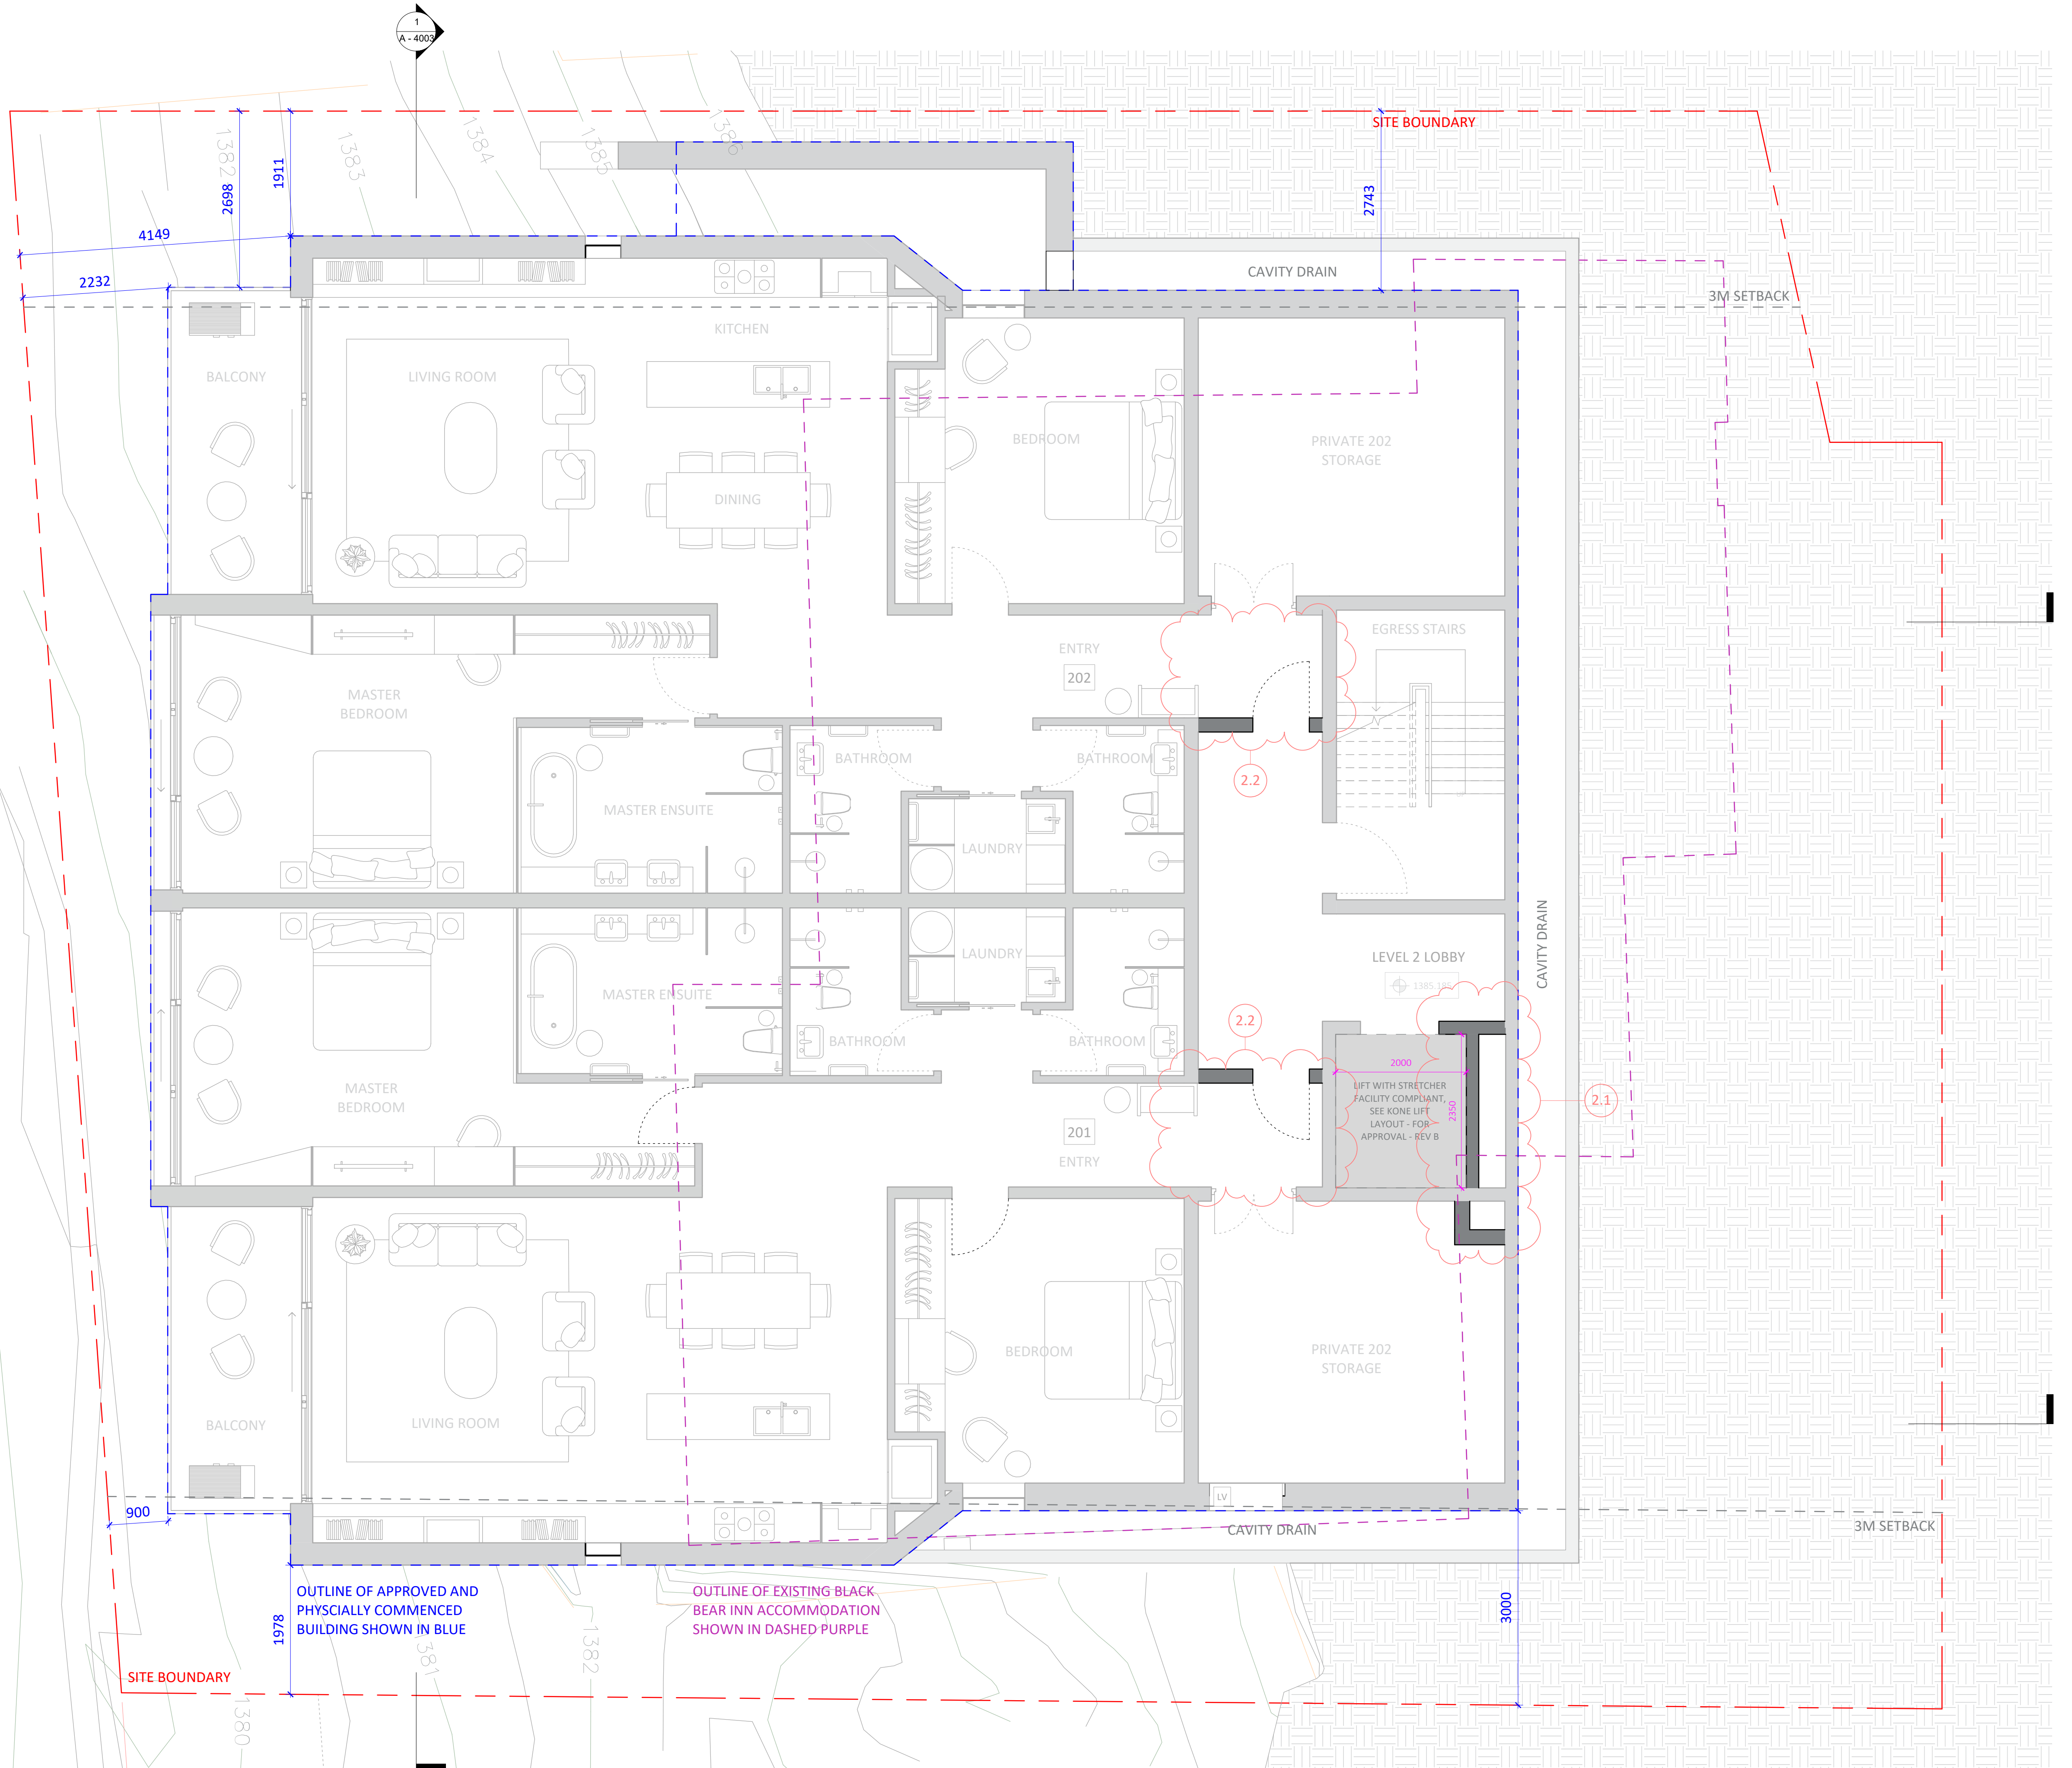 1
A - 4003
SITE BOUNDARY
1382
1383
1384
1385
1386
2698
1911
2743
4149
2232
CAVITY DRAIN
3M SETBACK
KITCHEN
BALCONY
LIVING ROOM
BEDROOM
PRIVATE 202
STORAGE
DINING
EGRESS STAIRS
ENTRY
202
MASTER
BEDROOM
BATHROOM
BATHROOM
2.2
MASTER ENSUITE
LAUNDRY
CAVITY DRAIN
LAUNDRY
LEVEL 2 LOBBY
MASTER ENSUITE
2.2
BATHROOM
BATHROOM
2000
LIFT WITH STRETCHER
FACILITY COMPLIANT,
SEE KONE LIFT
LAYOUT - FOR
APPROVAL - REV B
2350
2.1
MASTER
BEDROOM
201
ENTRY
BEDROOM
PRIVATE 202
STORAGE
BALCONY
LIVING ROOM
LV
900
CAVITY DRAIN
3M SETBACK
OUTLINE OF APPROVED AND
PHYSCIALLY COMMENCED
BUILDING SHOWN IN BLUE
OUTLINE OF EXISTING BLACK
BEAR INN ACCOMMODATION
SHOWN IN DASHED PURPLE
1978
3000
1381
1382
SITE BOUNDARY
1380